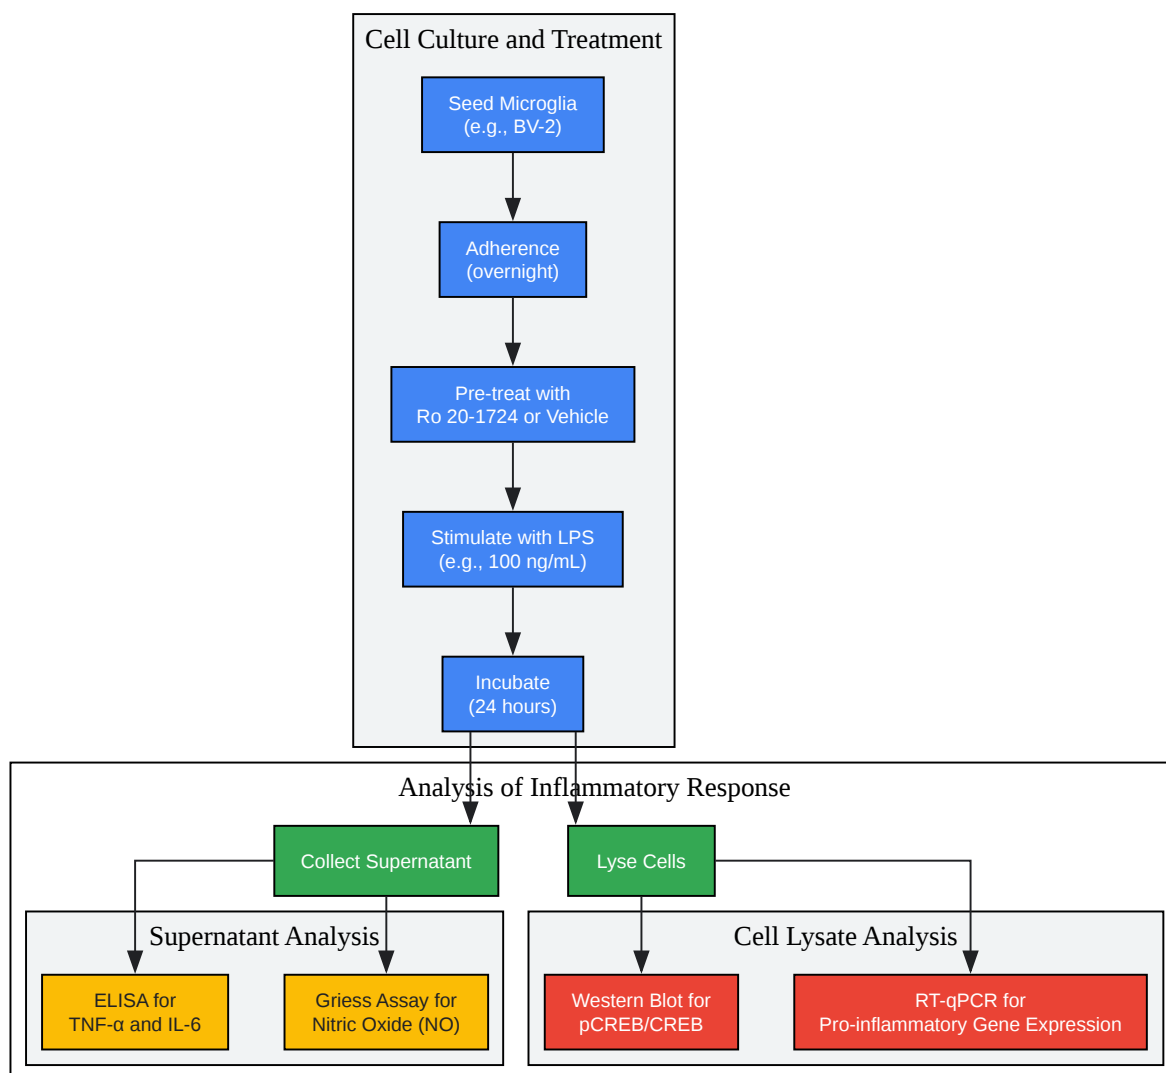 Cell Culture and Treatment
Seed Microglia
(e.g., BV-2)
Adherence
(overnight)
Pre-treat with
Ro 20-1724 or Vehicle
Stimulate with LPS
(e.g., 100 ng/mL)
Incubate
(24 hours)
Analysis of Inflammatory Response
Collect Supernatant
Lyse Cells
Supernatant Analysis
ELISA for
TNF-α and IL-6
Griess Assay for
Nitric Oxide (NO)
Cell Lysate Analysis
Western Blot for
pCREB/CREB
RT-qPCR for
Pro-inflammatory Gene Expression